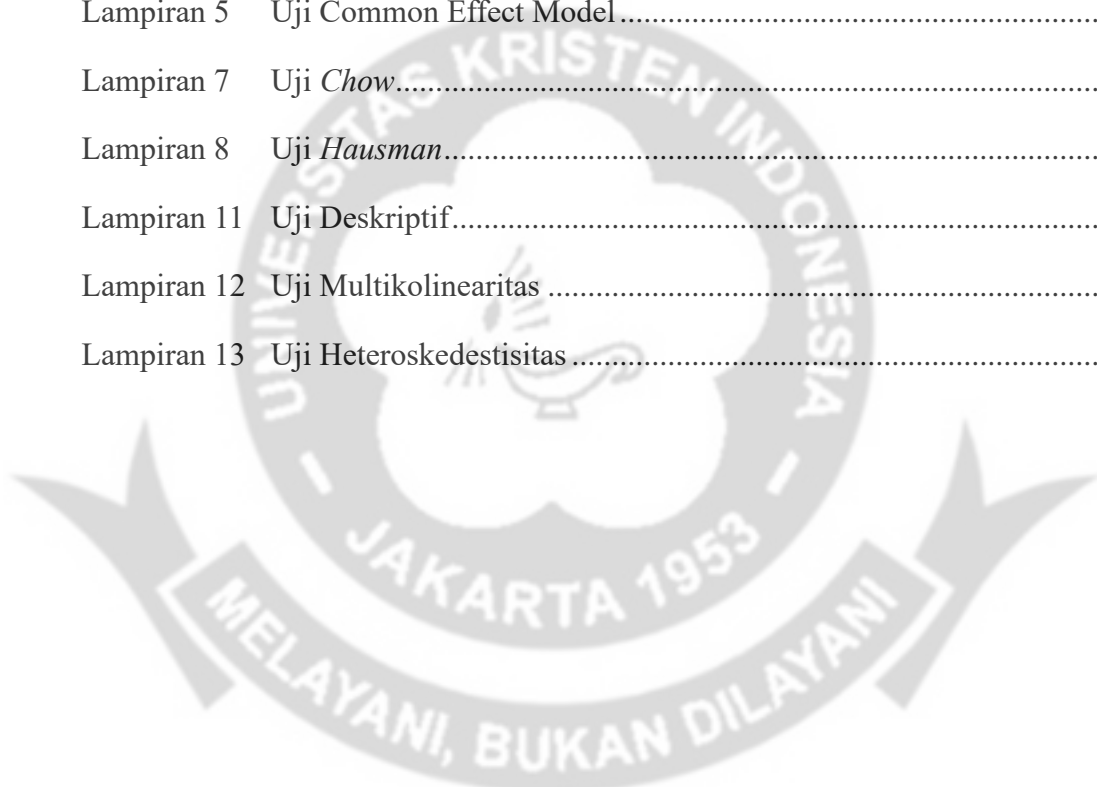 Lampiran 5 Uji Common Effect Model........................................................................
Lampiran 7 Uji Chow........................................................................
Lampiran 8 Uji Hausman........................................................................
Lampiran 11 Uji Deskriptif........................................................................
Lampiran 12 Uji Multikolinearitas ........................................................................
Lampiran 13 Uji Heteroskedestisitas........................................................................
UNIVERSITAS KRISTEN INDONESIA
JAKARTA 1953
MELAYANI, BUKAN DILAYANI